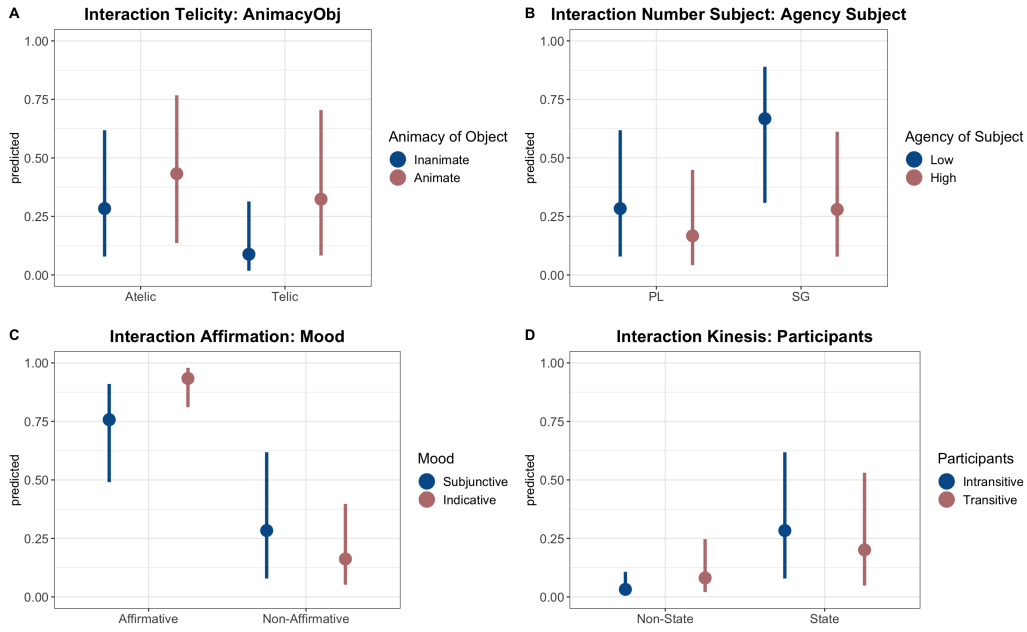 A
Interaction Telicity: AnimacyObj
predicted
1.00
0.75
0.50
0.25
0.00
Atelic
Telic
Animacy of Object
Inanimate
Animate
B
Interaction Number Subject: Agency Subject
predicted
1.00
0.75
0.50
0.25
0.00
PL
SG
Agency of Subject
Low
High
C
Interaction Affirmation: Mood
predicted
1.00
0.75
0.50
0.25
0.00
Affirmative
Non-Affirmative
Mood
Subjunctive
Indicative
D
Interaction Kinesis: Participants
predicted
1.00
0.75
0.50
0.25
0.00
Non-State
State
Participants
Intransitive
Transitive